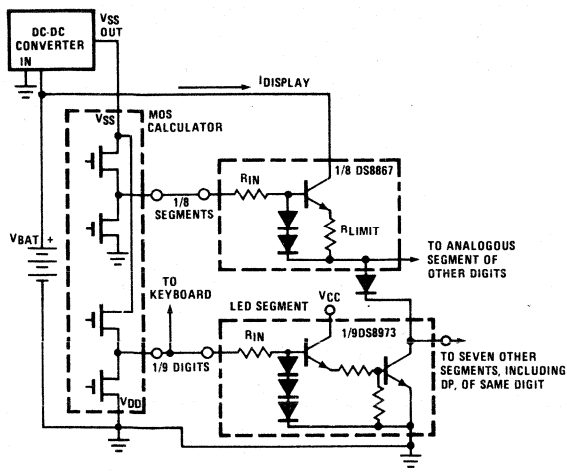 DC-DC
CONVERTER
IN
VSS
OUT
IDISPLAY
VSS
MOS
CALCULATOR
1/8 DS8867
RIN
1/8
SEGMENTS
RLIMIT
VBAT +
TO ANALOGOUS
SEGMENT OF
OTHER DIGITS
TO
KEYBOARD
LED SEGMENT
VCC
RIN
1/9DS8973
1/9 DIGITS
TO SEVEN OTHER
SEGMENTS, INCLUDING
DP, OF SAME DIGIT
VDD